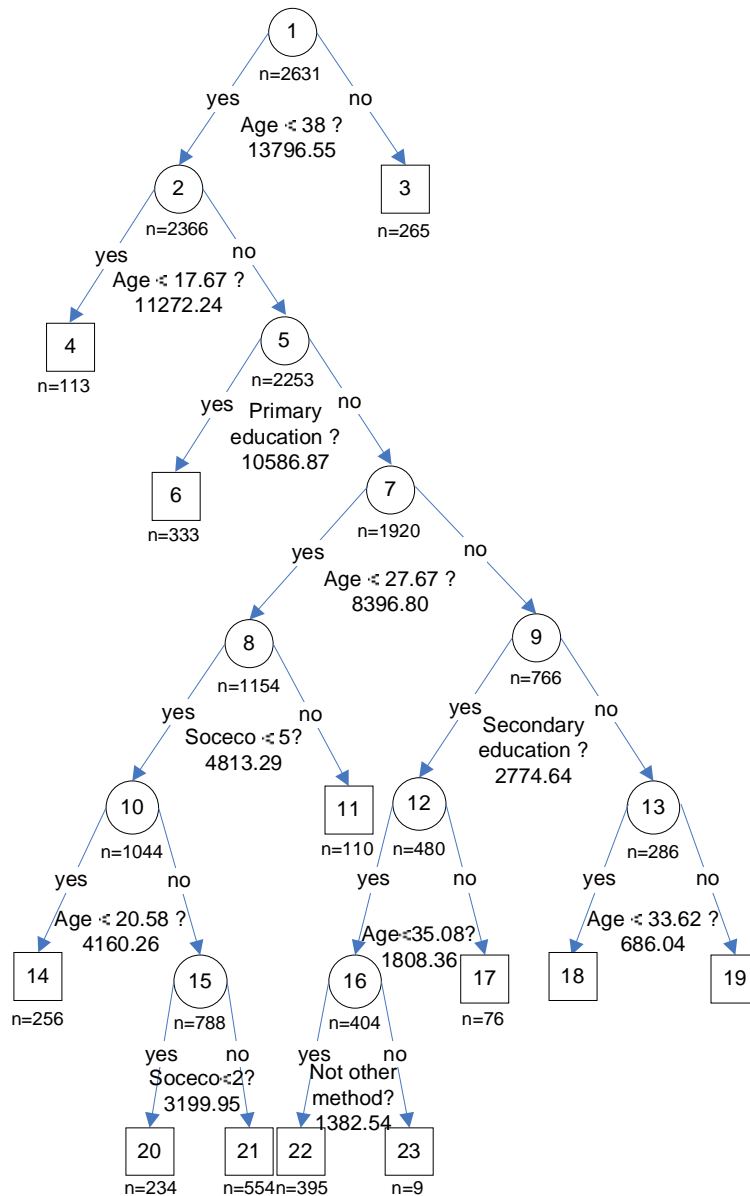 1
n=2631
yes
no
Age < 38 ?
13796.55
2
3
n=2366
n=265
yes
no
Age < 17.67 ?
11272.24
4
5
n=113
n=2253
yes
no
Primary
education ?
10586.87
6
7
n=333
n=1920
yes
no
Age < 27.67 ?
8396.80
8
9
n=1154
n=766
yes
no
yes
no
Soceco < 5?
4813.29
Secondary
education ?
2774.64
10
11
12
13
n=1044
n=110
n=480
n=286
yes
no
yes
no
yes
no
Age < 20.58 ?
4160.26
Age<35.08?
1808.36
Age < 33.62 ?
686.04
14
15
16
17
18
19
n=256
n=788
n=404
n=76
yes
no
yes
no
Soceco<2?
3199.95
Not other
method?
1382.54
20
21
22
23
n=234
n=554
n=395
n=9